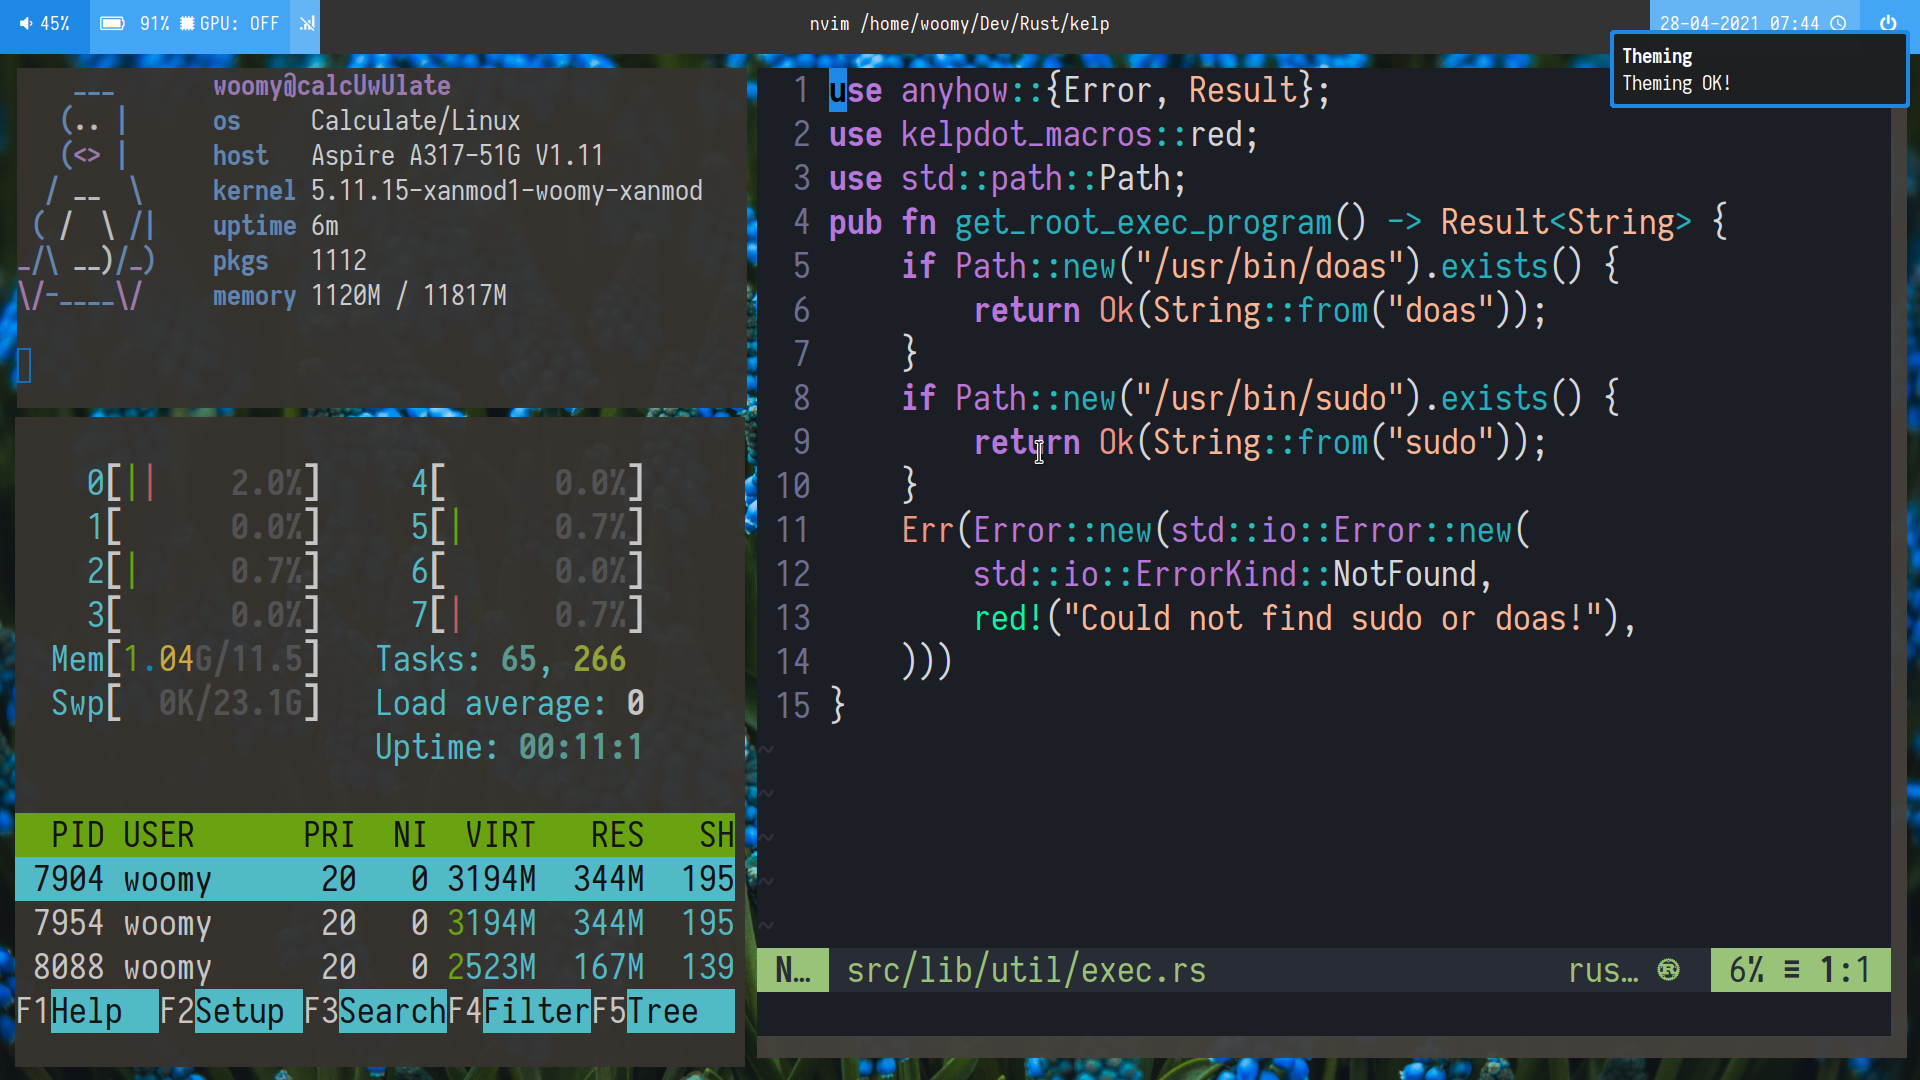 45% 91% GPU: OFF
nvim /home/woomy/Dev/Rust/kelp
28-04-2021 07:44
Theming
Theming OK!
woomy@calcUwUlate
os Calculate/Linux
host Aspire A317-51G V1.11
kernel 5.11.15-xanmod1-woomy-xanmod
uptime 6m
pkgs 1112
memory 1120M / 11817M
0[|| 2.0%] 4[ 0.0%]
1[ 0.0%] 5[| 0.7%]
2[| 0.7%] 6[ 0.0%]
3[ 0.0%] 7[| 0.7%]
Mem[1.04G/11.5] Tasks: 65, 266
Swp[ 0K/23.1G] Load average: 0
Uptime: 00:11:1
PID USER PRI NI VIRT RES SH
7904 woomy 20 0 3194M 344M 195
7954 woomy 20 0 3194M 344M 195
8088 woomy 20 0 2523M 167M 139
F1Help F2Setup F3SearchF4FilterF5Tree
1 use anyhow::{Error, Result};
2 use kelpdot_macros::red;
3 use std::path::Path;
4 pub fn get_root_exec_program() -> Result<String> {
5     if Path::new("/usr/bin/doas").exists() {
6         return Ok(String::from("doas"));
7     }
8     if Path::new("/usr/bin/sudo").exists() {
9         return Ok(String::from("sudo"));
10     }
11     Err(Error::new(std::io::Error::new(
12         std::io::ErrorKind::NotFound,
13         red!("Could not find sudo or doas!"),
14     )))
15 }
~
~
~
~
~
N… src/lib/util/exec.rs rus… 6% ≡ 1:1